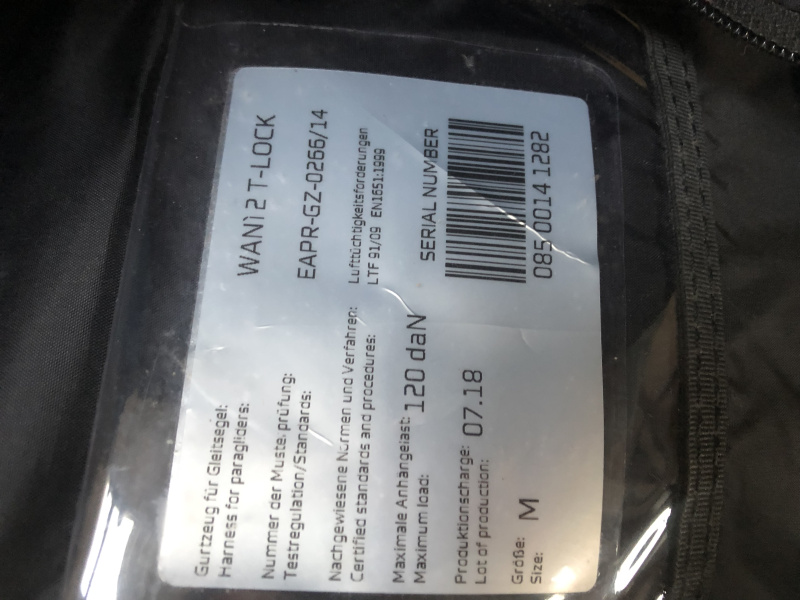 Gurtzeug für Gleitsegel:
Harness for paragliders: WANI 2 T-LOCK
Nummer der Muste. prüfung:
Testregulation/Standards: EAPR-GZ-0266/14
Nachgewiesene Normen und Verfahren: Lufttüchtigkeitsforderungen
Certified standards and procedures: LTF 91/09 EN1651:1999
Maximale Anhängelast:
Maximum load: 120 daN
SERIAL NUMBER
Produktionscharge:
Lot of production: 07.18
085 0014 1282
Größe:
Size: M